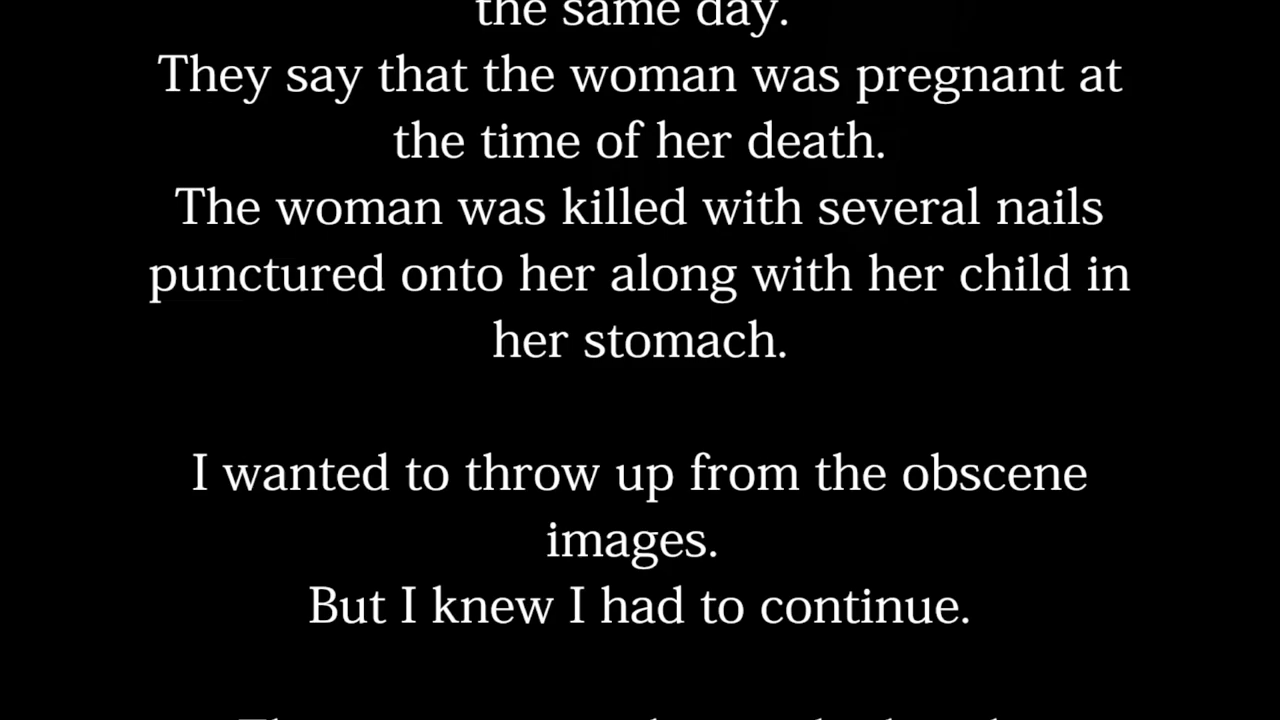 the same day.
They say that the woman was pregnant at
the time of her death.
The woman was killed with several nails
punctured onto her along with her child in
her stomach.
I wanted to throw up from the obscene
images.
But I knew I had to continue.